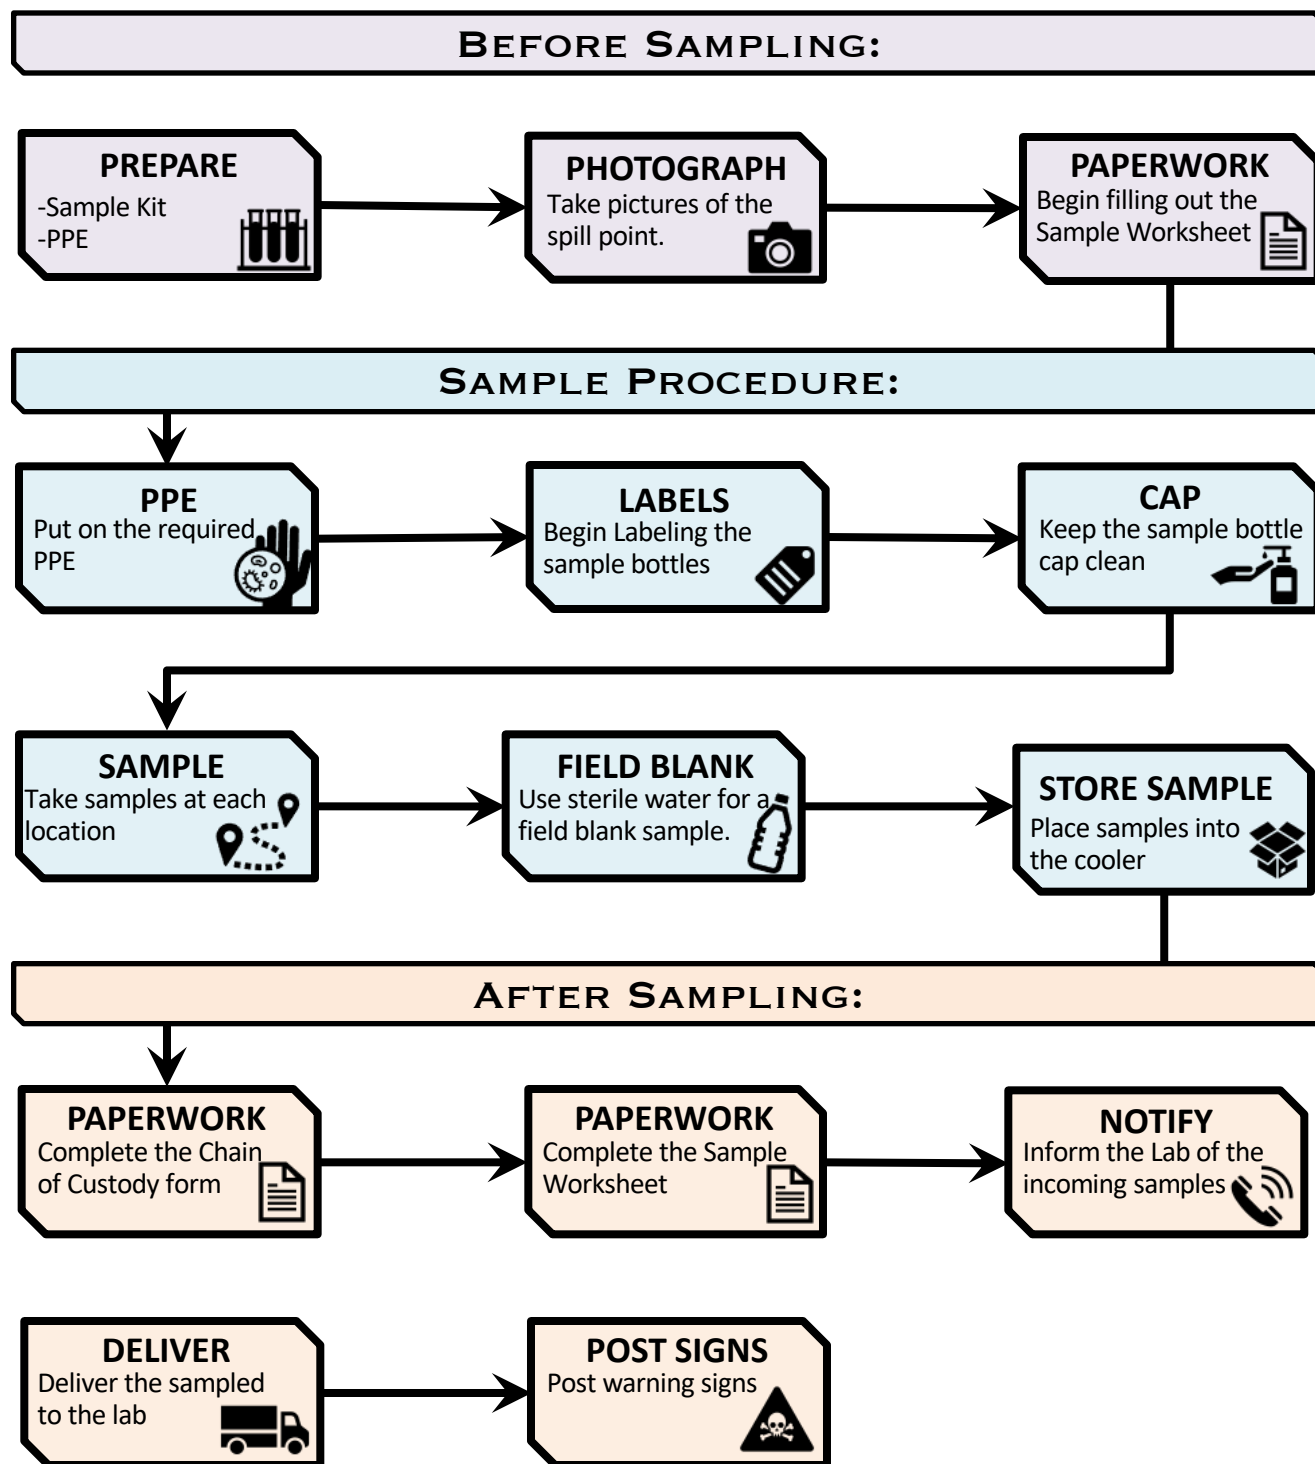 BEFORE SAMPLING:
PREPARE
-Sample Kit
-PPE
PHOTOGRAPH
Take pictures of the
spill point.
PAPERWORK
Begin filling out the
Sample Worksheet
SAMPLE PROCEDURE:
PPE
Put on the required
PPE
LABELS
Begin Labeling the
sample bottles
CAP
Keep the sample bottle
cap clean
SAMPLE
Take samples at each
location
FIELD BLANK
Use sterile water for a
field blank sample.
STORE SAMPLE
Place samples into
the cooler
AFTER SAMPLING:
PAPERWORK
Complete the Chain
of Custody form
PAPERWORK
Complete the Sample
Worksheet
NOTIFY
Inform the Lab of the
incoming samples
DELIVER
Deliver the sampled
to the lab
POST SIGNS
Post warning signs